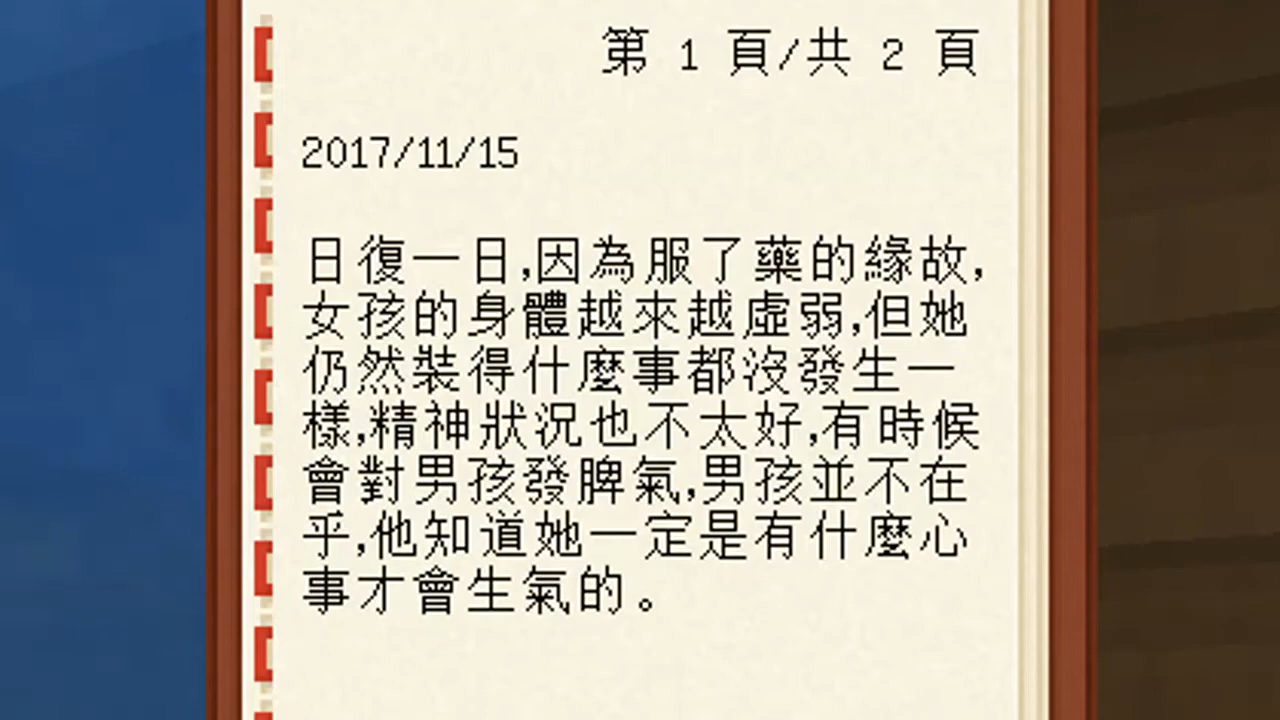 第 1 頁/共 2 頁
2017/11/15
日復一日,因為服了藥的緣故,
女孩的身體越來越虛弱,但她
仍然裝得什麼事都沒發生一
樣,精神狀況也不太好,有時候
會對男孩發脾氣,男孩並不在
乎,他知道她一定是有什麼心
事才會生氣的。